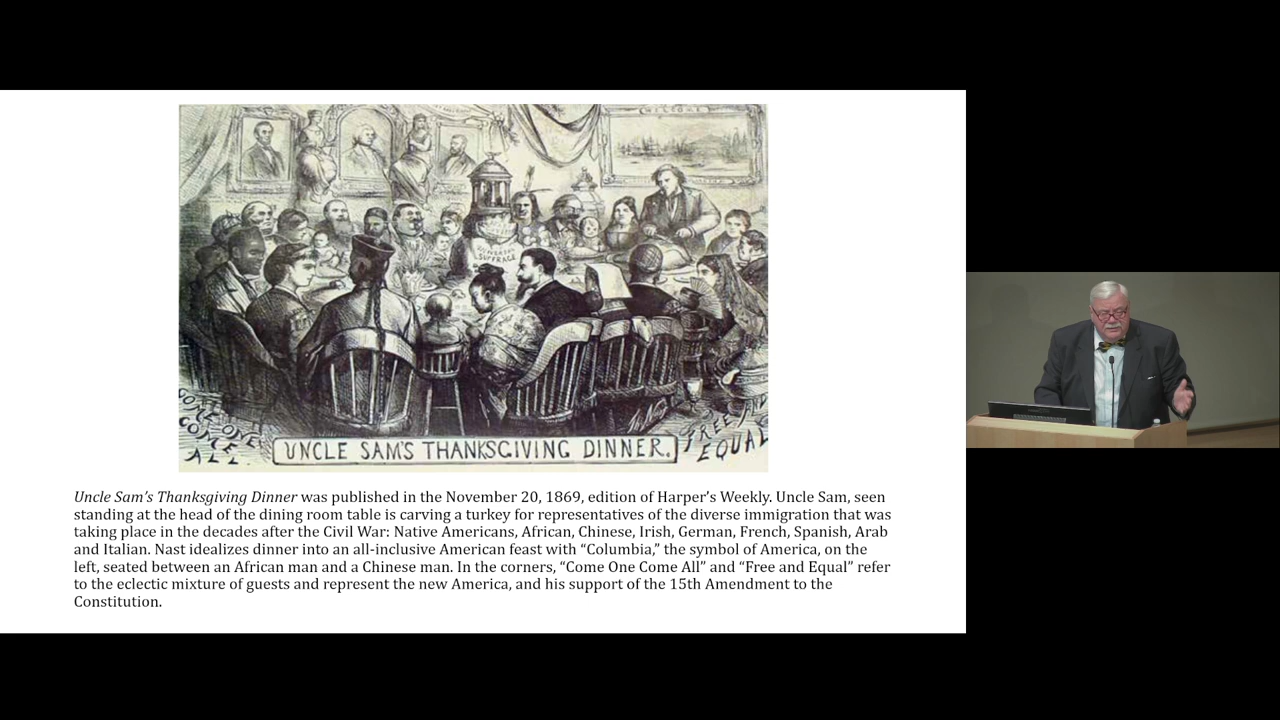 WELCOME
UNIVERSAL
SUFFRAGE
COME ONE
COME
ALL
FREE AND
EQUAL
UNCLE SAM'S THANKSGIVING DINNER.
Uncle Sam's Thanksgiving Dinner was published in the November 20, 1869, edition of Harper's Weekly. Uncle Sam, seen
standing at the head of the dining room table is carving a turkey for representatives of the diverse immigration that was
taking place in the decades after the Civil War: Native Americans, African, Chinese, Irish, German, French, Spanish, Arab
and Italian. Nast idealizes dinner into an all-inclusive American feast with “Columbia,” the symbol of America, on the
left, seated between an African man and a Chinese man. In the corners, “Come One Come All” and “Free and Equal” refer
to the eclectic mixture of guests and represent the new America, and his support of the 15th Amendment to the
Constitution.